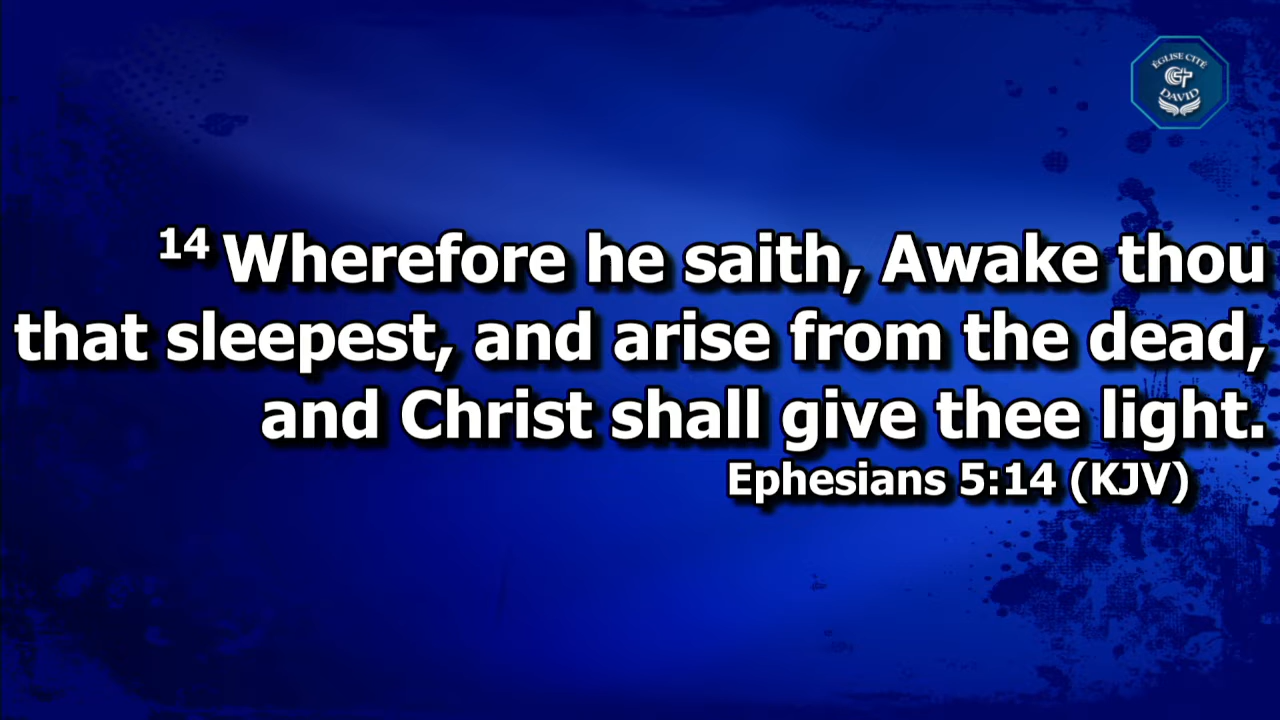 ÉGLISE CITÉ
DAVID
14 Wherefore he saith, Awake thou
that sleepest, and arise from the dead,
and Christ shall give thee light.
Ephesians 5:14 (KJV)